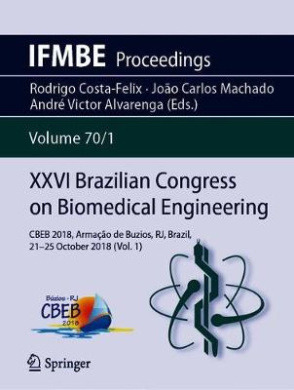 IFMBE Proceedings
Rodrigo Costa-Felix · João Carlos Machado
André Victor Alvarenga (Eds.)
Volume 70/1
XXVI Brazilian Congress
on Biomedical Engineering
CBEB 2018, Armação de Buzios, RJ, Brazil,
21–25 October 2018 (Vol. 1)
Búzios - RJ
CBEB
2018
Springer